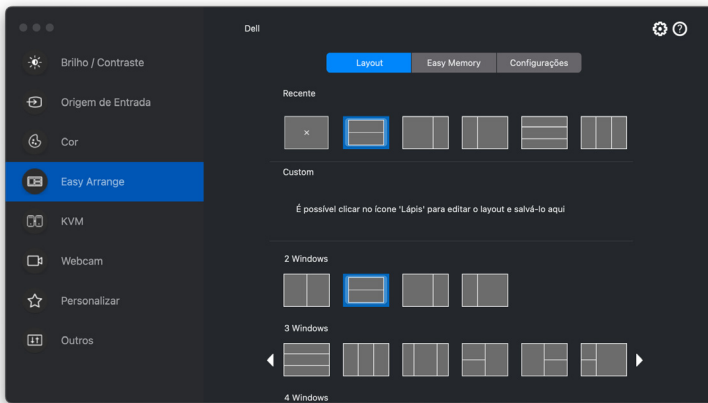 Dell
Brilho / Contraste
Origem de Entrada
Cor
Easy Arrange
KVM
Webcam
Personalizar
Outros
Layout
Easy Memory
Configurações
Recente
Custom
É possível clicar no ícone 'Lápis' para editar o layout e salvá-lo aqui
2 Windows
3 Windows
4 Windows